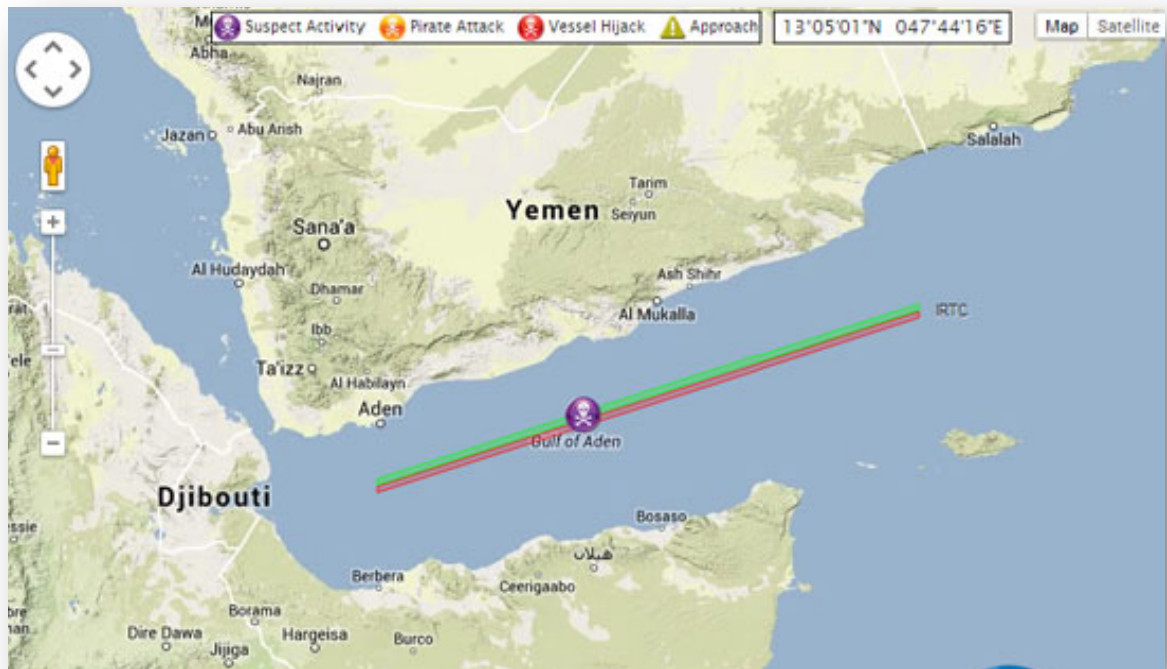 Suspect Activity Pirate Attack Vessel Hijack Approach 13°05'01"N 047°44'16"E Map Satellite
Abha
Najran
Jazan Abu Arish
Salalah
Tarim
Yemen Seiyun
Sana'a
Al Hudaydah Ash Shihr
Dhamar
Al Mukalla IRTC
Ibb
Ta'izz
Al Habilayn
Aden
Gulf of Aden
Djibouti
Bosaso
هيلان
Berbera Ceerigaabo
Borama
Dire Dawa Hargeisa Burco
Jijiga